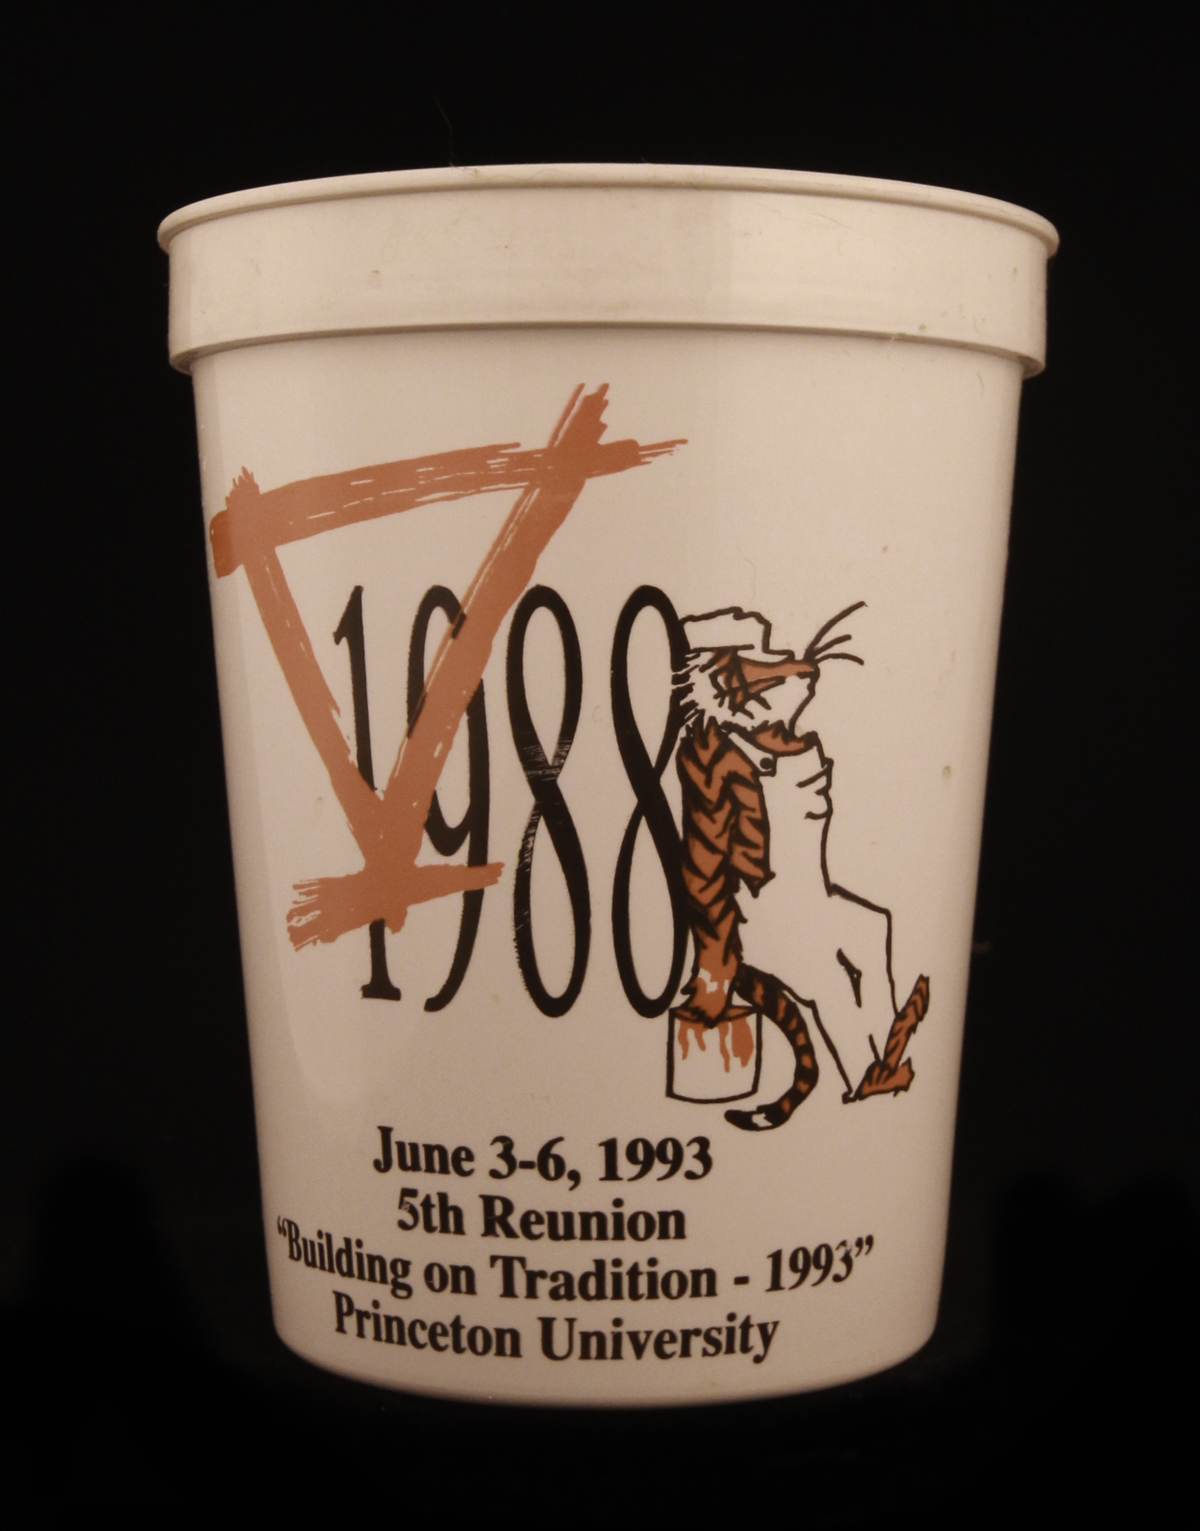 V
1988
June 3-6, 1993
5th Reunion
“Building on Tradition - 1993”
Princeton University